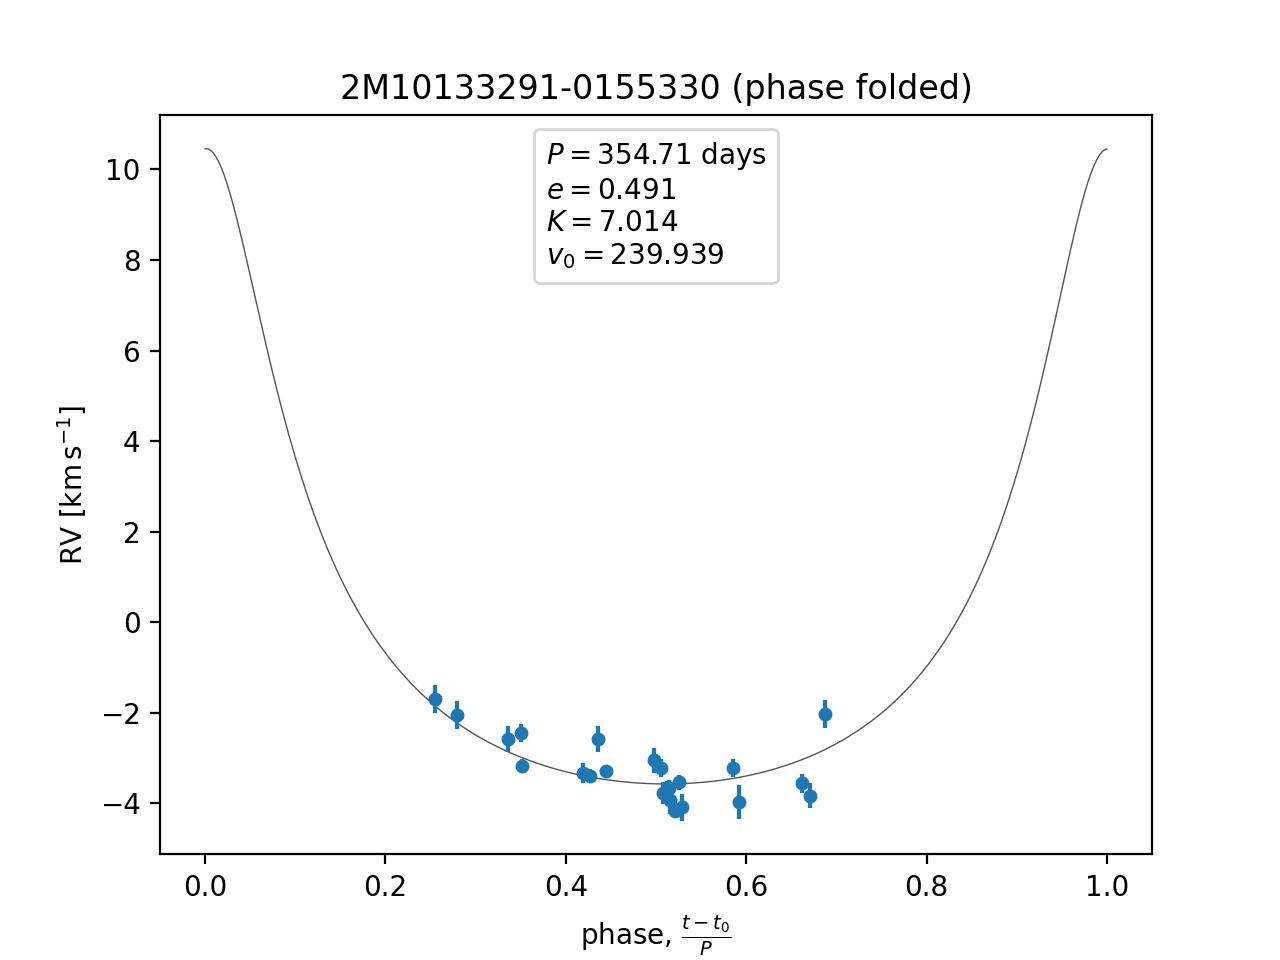 2M10133291-0155330 (phase folded)
P = 354.71 days
e = 0.491
K = 7.014
v₀ = 239.939
RV [km s⁻¹]
10
8
6
4
2
0
−2
−4
0.0 0.2 0.4 0.6 0.8 1.0
phase, (t − t₀)/P